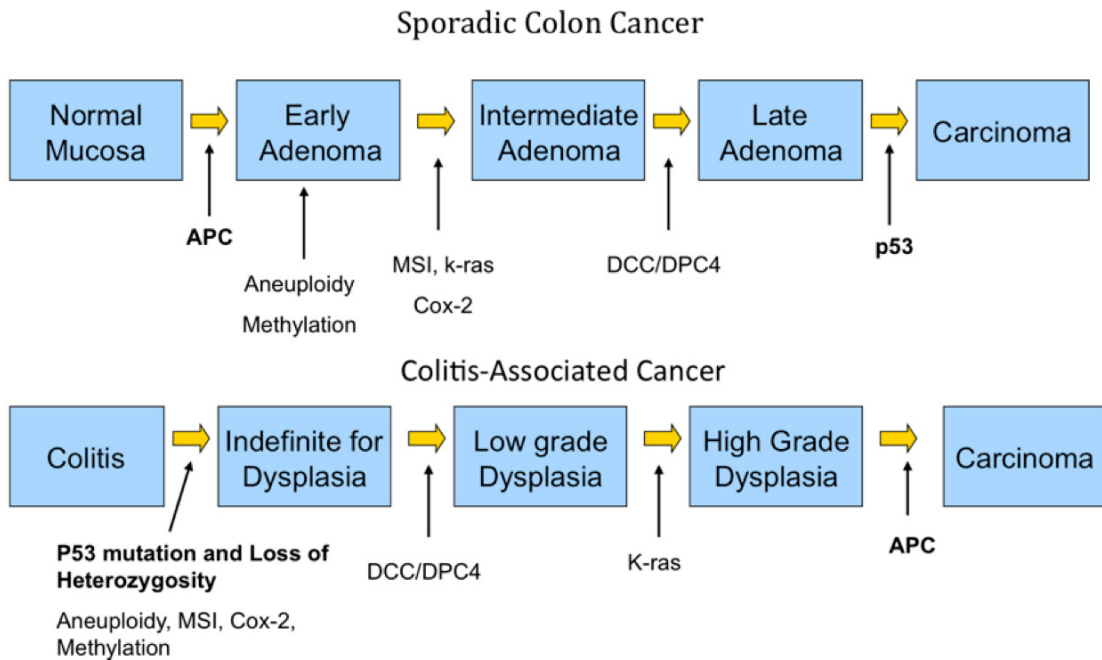 Sporadic Colon Cancer
Normal
Mucosa
Early
Adenoma
Intermediate
Adenoma
Late
Adenoma
Carcinoma
APC
Aneuploidy
Methylation
MSI, k-ras
Cox-2
DCC/DPC4
p53
Colitis-Associated Cancer
Colitis
Indefinite for
Dysplasia
Low grade
Dysplasia
High Grade
Dysplasia
Carcinoma
P53 mutation and Loss of
Heterozygosity
Aneuploidy, MSI, Cox-2,
Methylation
DCC/DPC4
K-ras
APC